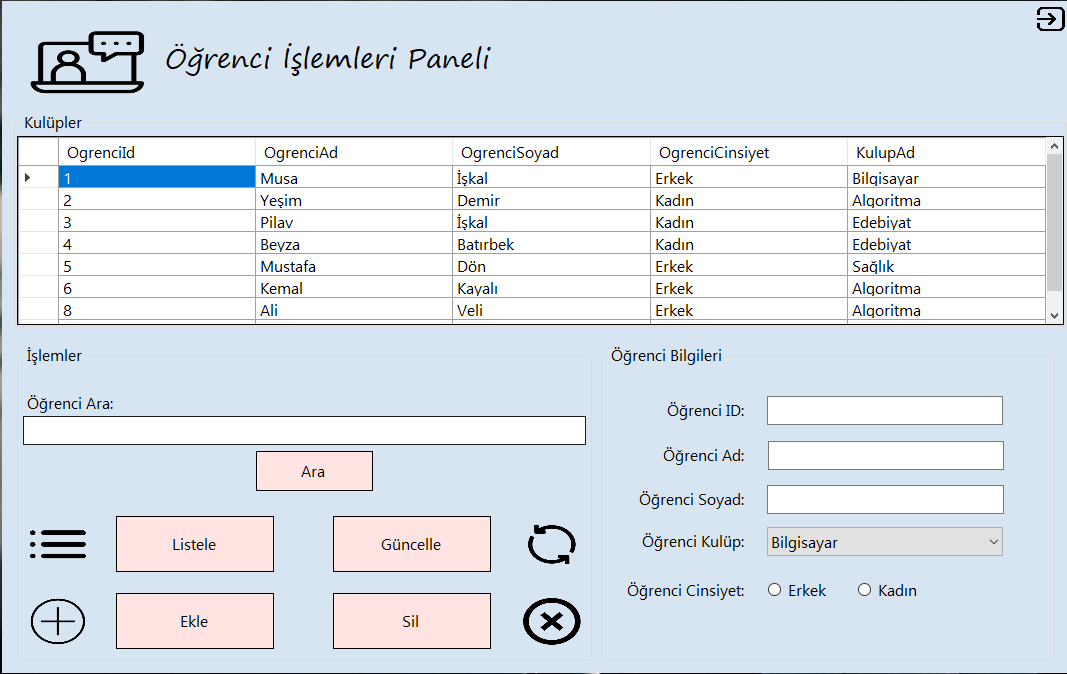 Öğrenci İşlemleri Paneli
Kulüpler
OgrenciId OgrenciAd OgrenciSoyad OgrenciCinsiyet KulupAd
1 Musa İşkal Erkek Bilgisayar
2 Yeşim Demir Kadın Algoritma
3 Pilav İşkal Kadın Edebiyat
4 Beyza Batırbek Kadın Edebiyat
5 Mustafa Dön Erkek Sağlık
6 Kemal Kayalı Erkek Algoritma
8 Ali Veli Erkek Algoritma
İşlemler
Öğrenci Ara:
Ara
Listele Güncelle
Ekle Sil
Öğrenci Bilgileri
Öğrenci ID:
Öğrenci Ad:
Öğrenci Soyad:
Öğrenci Kulüp: Bilgisayar
Öğrenci Cinsiyet: Erkek Kadın